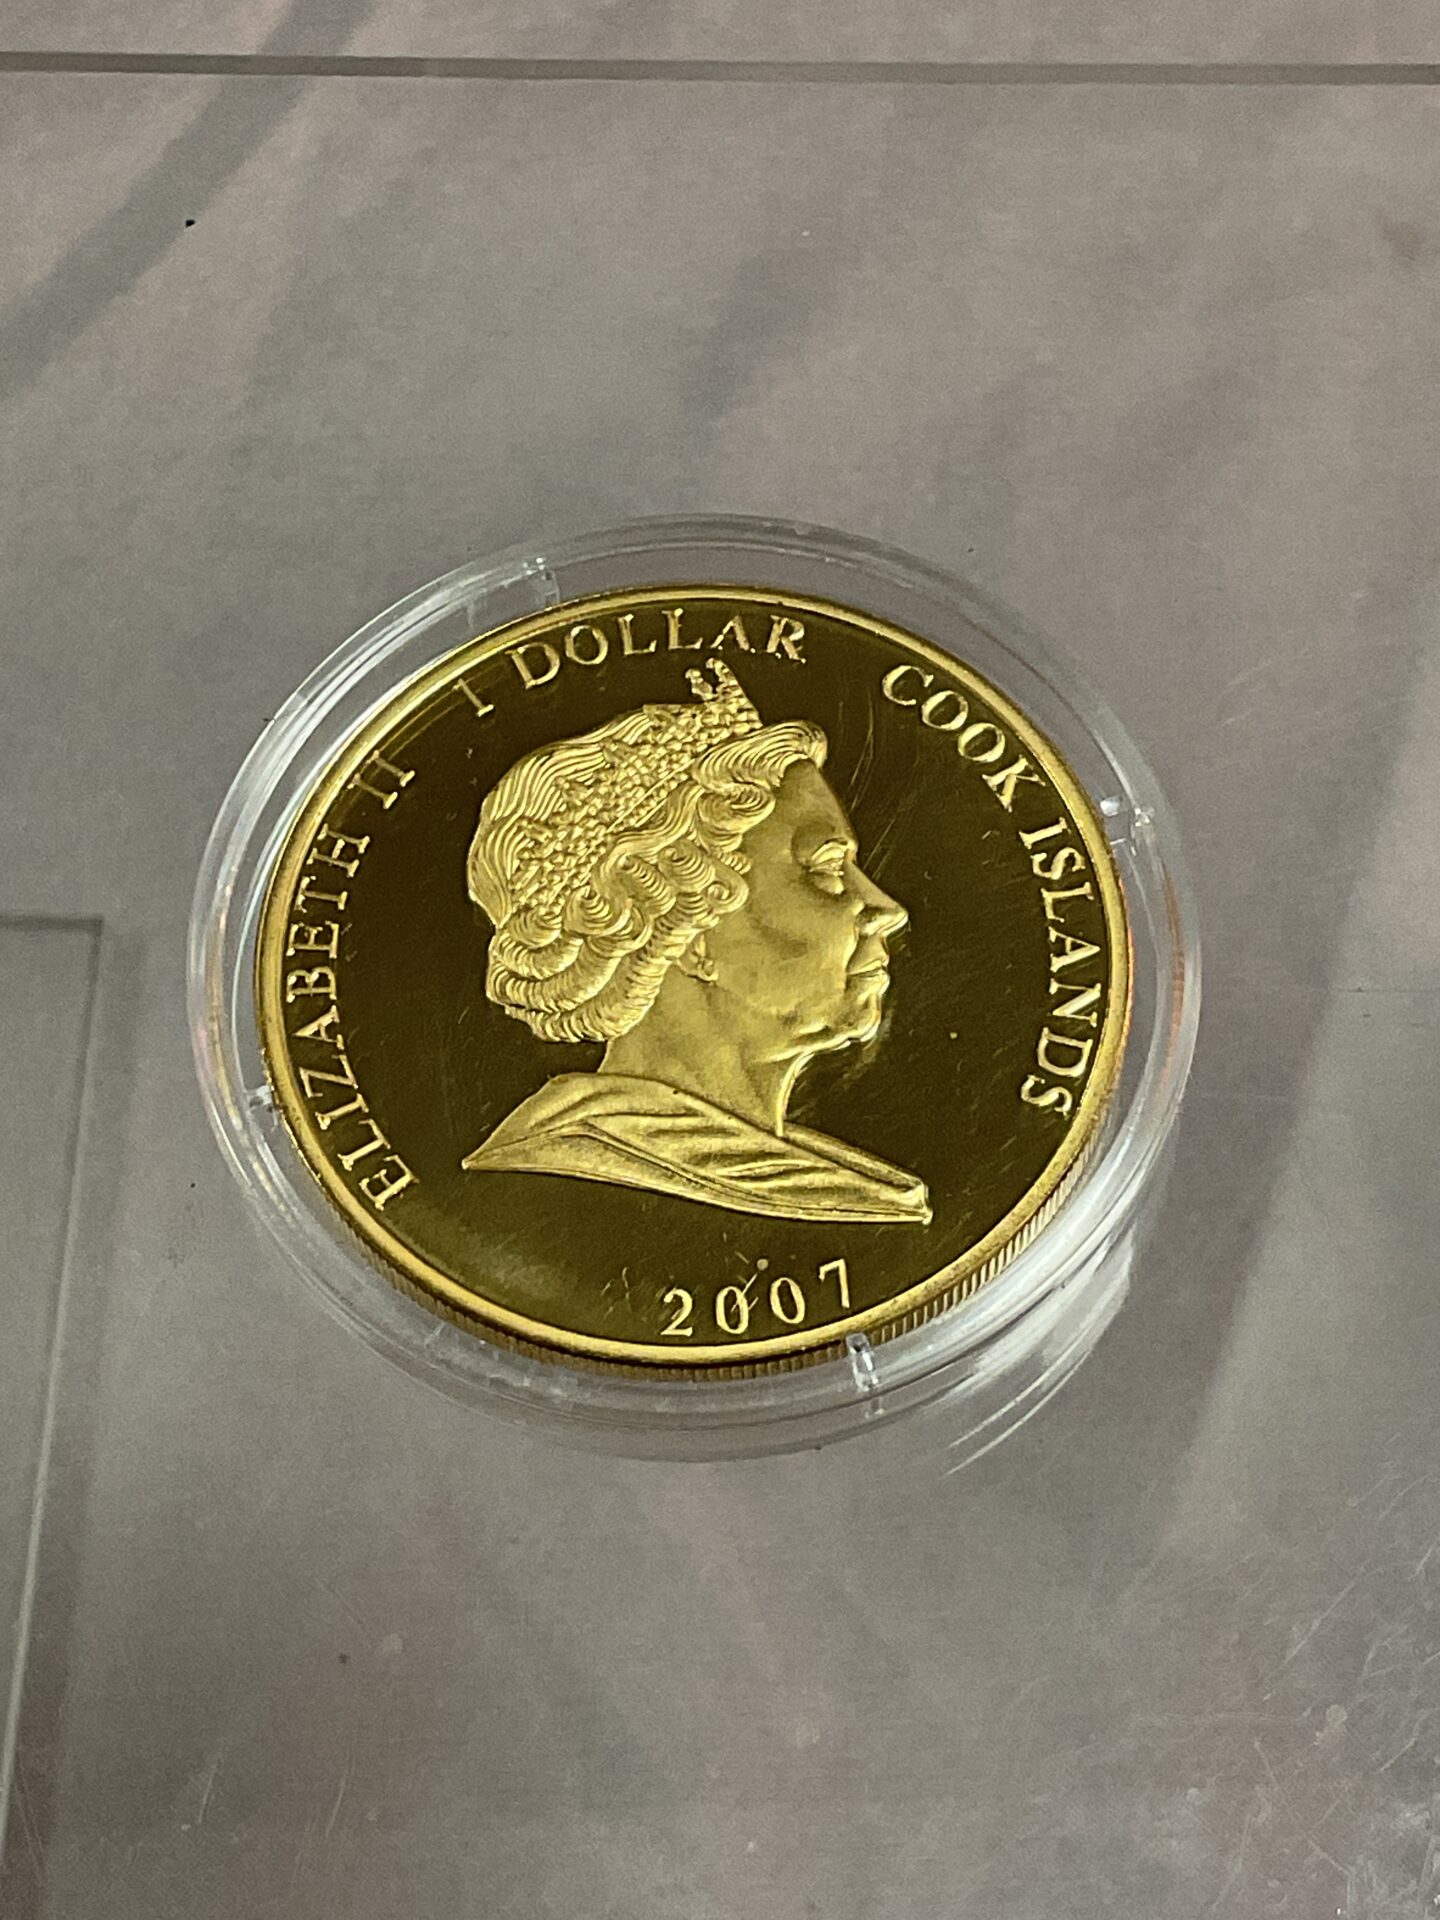 ELIZABETH II 1 DOLLAR COOK ISLANDS
2007